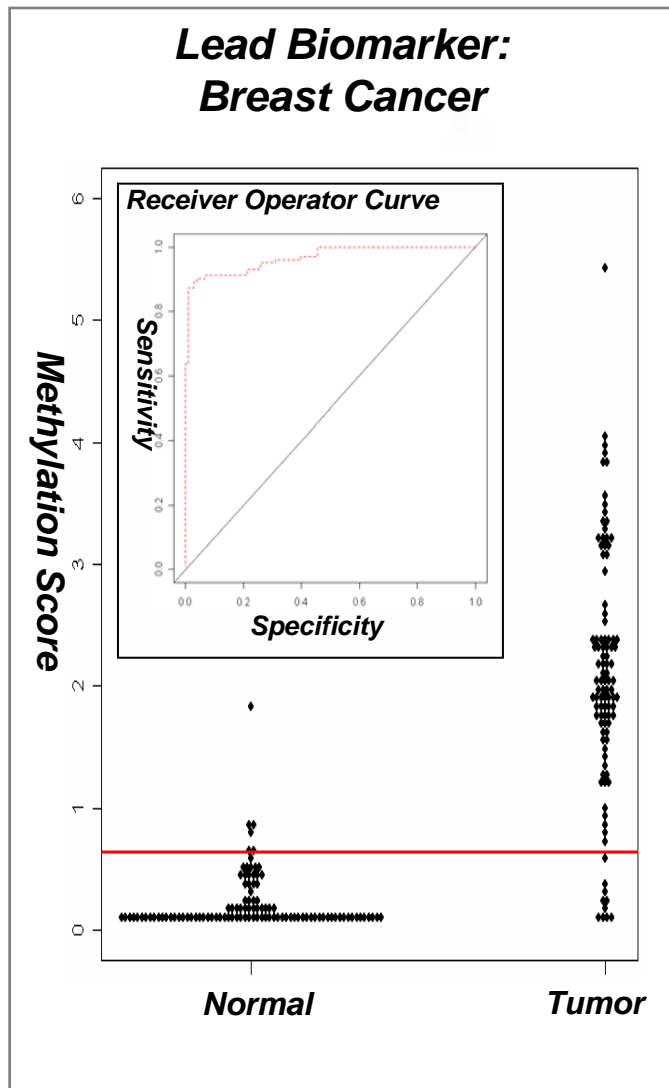 Lead Biomarker:
Breast Cancer
Receiver Operator Curve
Sensitivity
0.0
0.2
0.4
0.6
0.8
1.0
0.0
0.2
0.4
0.6
0.8
1.0
Specificity
Methylation Score
6
5
4
3
2
1
0
Normal
Tumor